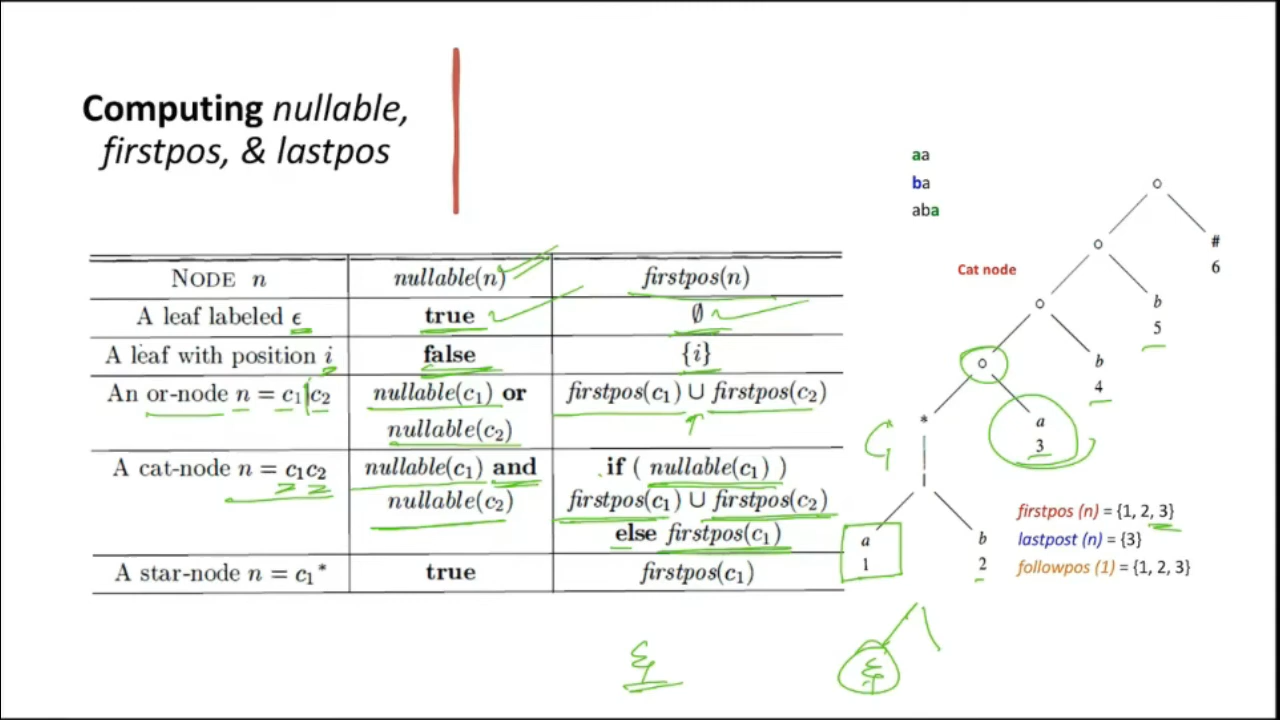 Computing nullable,
firstpos, & lastpos
NODE n nullable(n) firstpos(n)
A leaf labeled ϵ true ∅
A leaf with position i false {i}
An or-node n = c₁|c₂ nullable(c₁) or firstpos(c₁) ∪ firstpos(c₂)
nullable(c₂)
A cat-node n = c₁c₂ nullable(c₁) and if ( nullable(c₁) )
nullable(c₂) firstpos(c₁) ∪ firstpos(c₂)
else firstpos(c₁)
A star-node n = c₁* true firstpos(c₁)
aa
ba
aba
Cat node
o
o #
6
o b
5
o b
4
* a
3
C₁
|
a b
1 2
firstpos (n) = {1, 2, 3}
lastpost (n) = {3}
followpos (1) = {1, 2, 3}
ε
ε